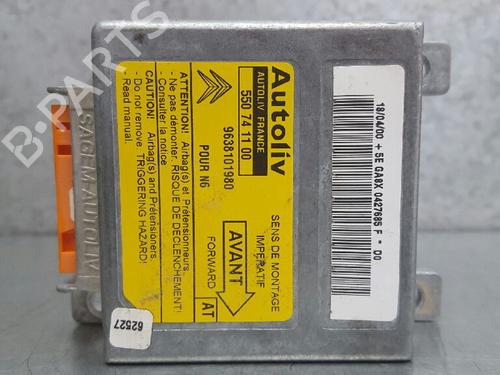 Autoliv
AUTOLIV FRANCE
550 74 11 00
9638101980
POUR N6
SENS DE MONTAGE
IMPERATIF
AVANT
FORWARD
AT
ATTENTION! Airbag(s) et Prétensionneurs.
- Ne pas démonter. RISQUE DE DECLENCHEMENT!
- Consulter la notice
CAUTION! Airbag(s) and Pretensioners.
- Do not remove. TRIGGERING HAZARD!
- Read manual.
18/04/00 + 5E GABX 0427685 F * D0
62527
SAGEM-AUTOLIV
B-PARTS